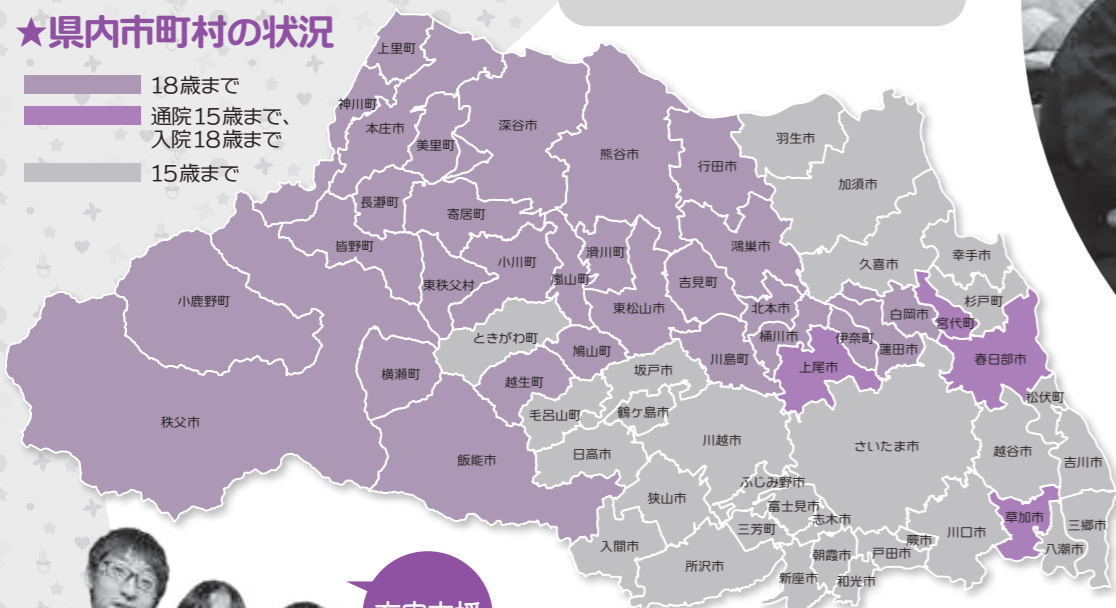 ★県内市町村の状況
18歳まで
通院15歳まで、
入院18歳まで
15歳まで
上里町
神川町
本庄市
美里町
深谷市
熊谷市
行田市
羽生市
加須市
長瀞町
寄居町
皆野町
東秩父村
小川町
嵐山町
滑川町
東松山市
吉見町
鴻巣市
久喜市
幸手市
杉戸町
小鹿野町
ときがわ町
鳩山町
川島町
北本市
桶川市
伊奈町
白岡市
宮代町
蓮田市
上尾市
春日部市
松伏町
横瀬町
越生町
坂戸市
毛呂山町
鶴ヶ島市
秩父市
飯能市
日高市
川越市
さいたま市
越谷市
吉川市
狭山市
ふじみ野市
富士見市
三芳町
志木市
入間市
所沢市
朝霞市
新座市
和光市
戸田市
蕨市
川口市
草加市
三郷市
八潮市